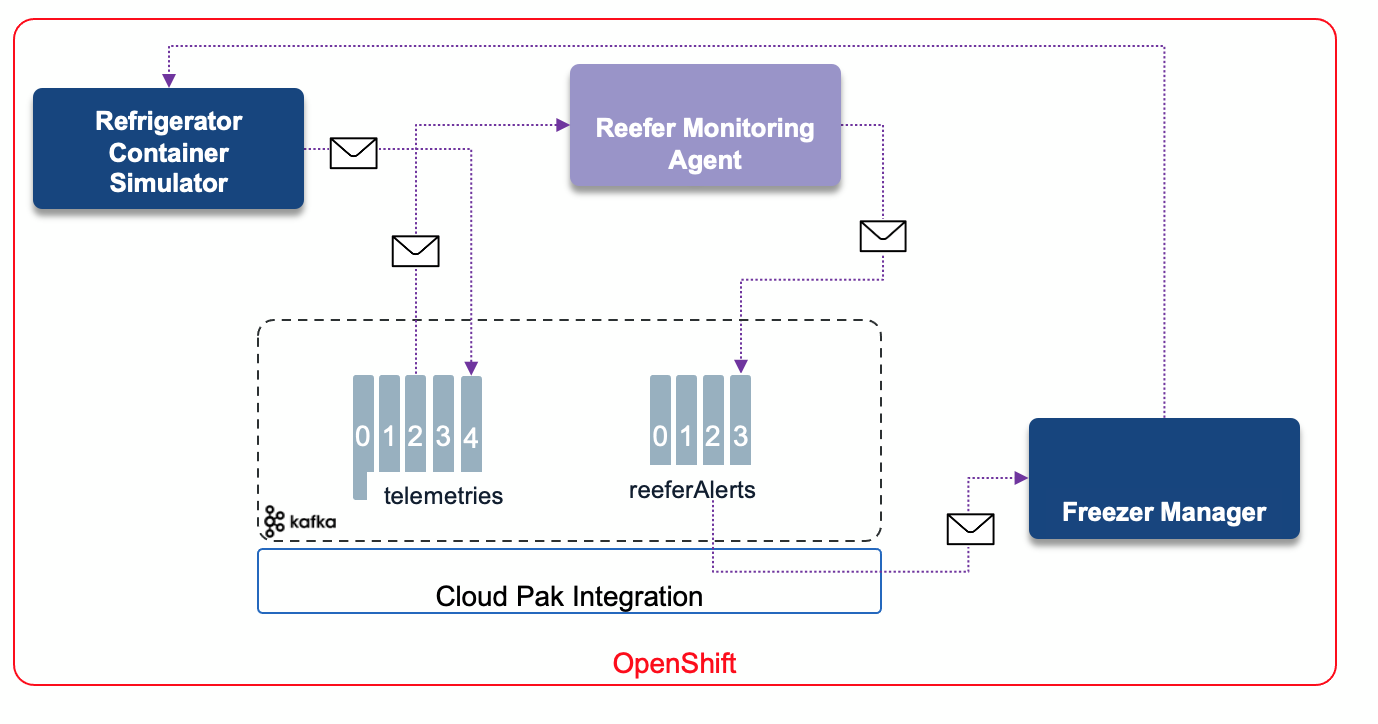 Refrigerator
Container
Simulator
Reefer Monitoring
Agent
0 1 2 3 4
telemetries
0 1 2 3
reeferAlerts
kafka
Freezer Manager
Cloud Pak Integration
OpenShift